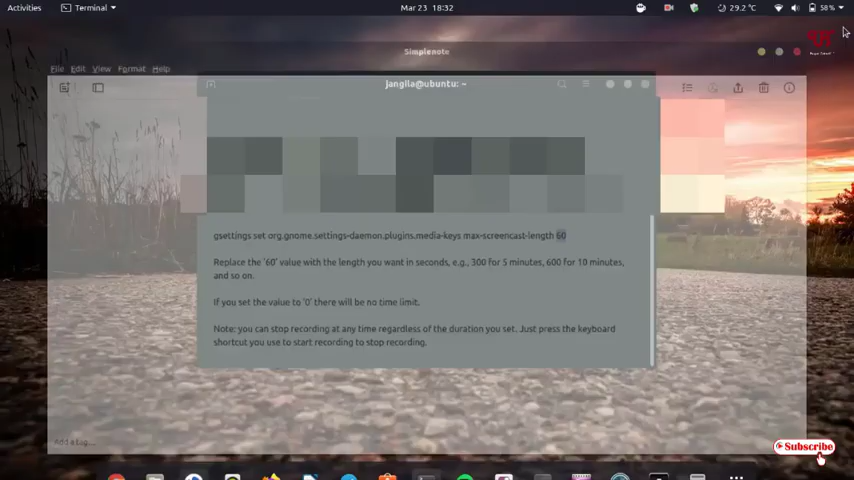 Activities Terminal Mar 23 18:32 29.2 °C 58%
Simplenote
File Edit View Format Help
jangila@ubuntu: ~
gsettings set org.gnome.settings-daemon.plugins.media-keys max-screencast-length 60
Replace the '60' value with the length you want in seconds, e.g., 300 for 5 minutes, 600 for 10 minutes,
and so on.
If you set the value to '0' there will be no time limit.
Note: you can stop recording at any time regardless of the duration you set. Just press the keyboard
shortcut you use to start recording to stop recording.
Add a tag...
Subscribe